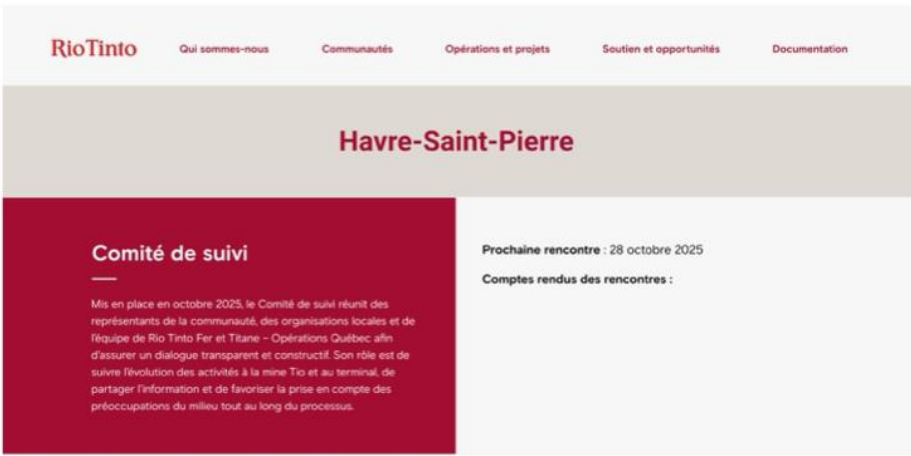 RioTinto
Qui sommes-nous
Communautés
Opérations et projets
Soutien et opportunités
Documentation
Havre-Saint-Pierre
Comité de suivi
Mis en place en octobre 2025, le Comité de suivi réunit des
représentants de la communauté, des organisations locales et de
l'équipe de Rio Tinto Fer et Titane – Opérations Québec afin
d'assurer un dialogue transparent et constructif. Son rôle est de
suivre l'évolution des activités à la mine Tio et au terminal, de
partager l'information et de favoriser la prise en compte des
préoccupations du milieu tout au long du processus.
Prochaine rencontre : 28 octobre 2025
Comptes rendus des rencontres :